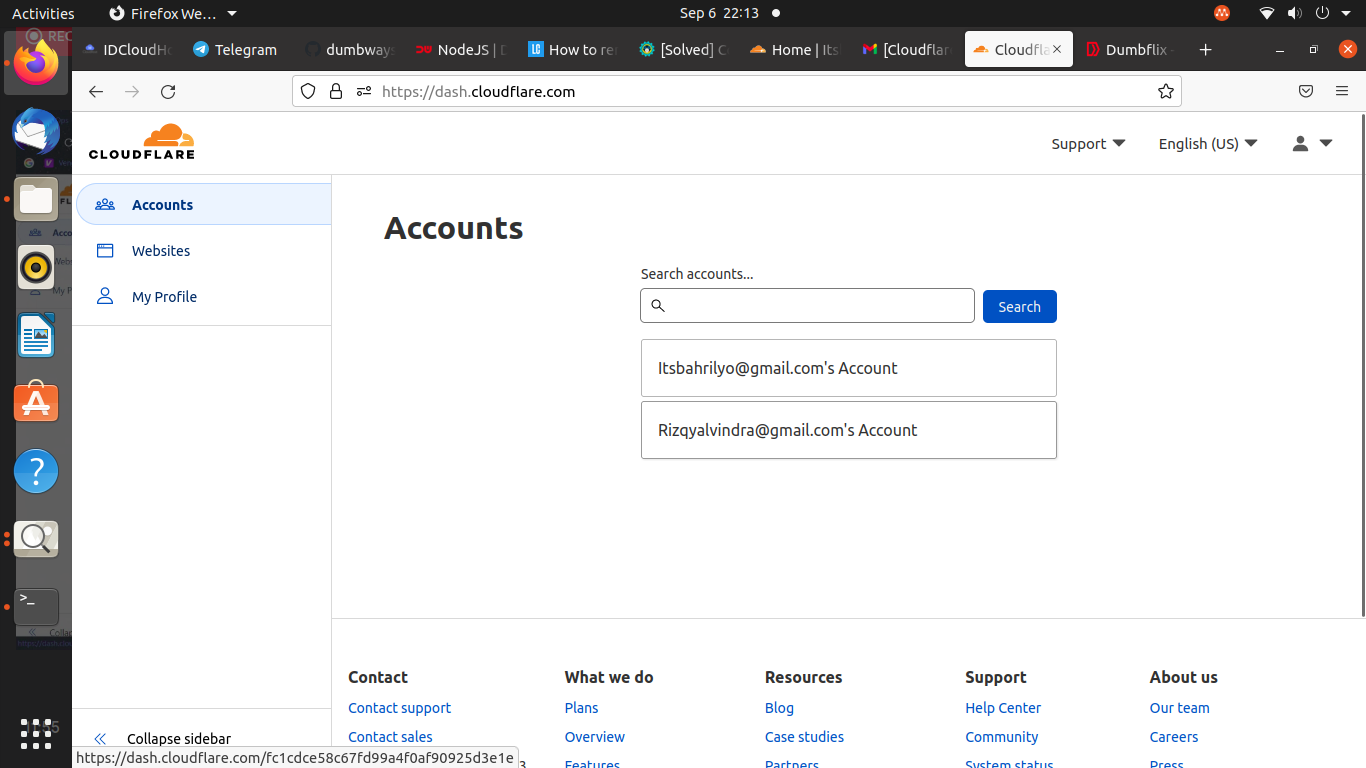 Activities
Firefox We…
Sep 6 22:13
REC
IDCloudHo
Telegram
dumbways
NodeJS | D
How to re
[Solved] C
Home | Its
[Cloudflar
Cloudfla
Dumbflix -
https://dash.cloudflare.com
CLOUDFLARE
Support
English (US)
Accounts
Websites
My Profile
Accounts
Search accounts...
Search
Itsbahrilyo@gmail.com's Account
Rizqyalvindra@gmail.com's Account
Contact
What we do
Resources
Support
About us
Contact support
Plans
Blog
Help Center
Our team
Contact sales
Overview
Case studies
Community
Careers
Features
Partners
System status
Press
Collapse sidebar
https://dash.cloudflare.com/fc1cdce58c67fd99a4f0af90925d3e1e